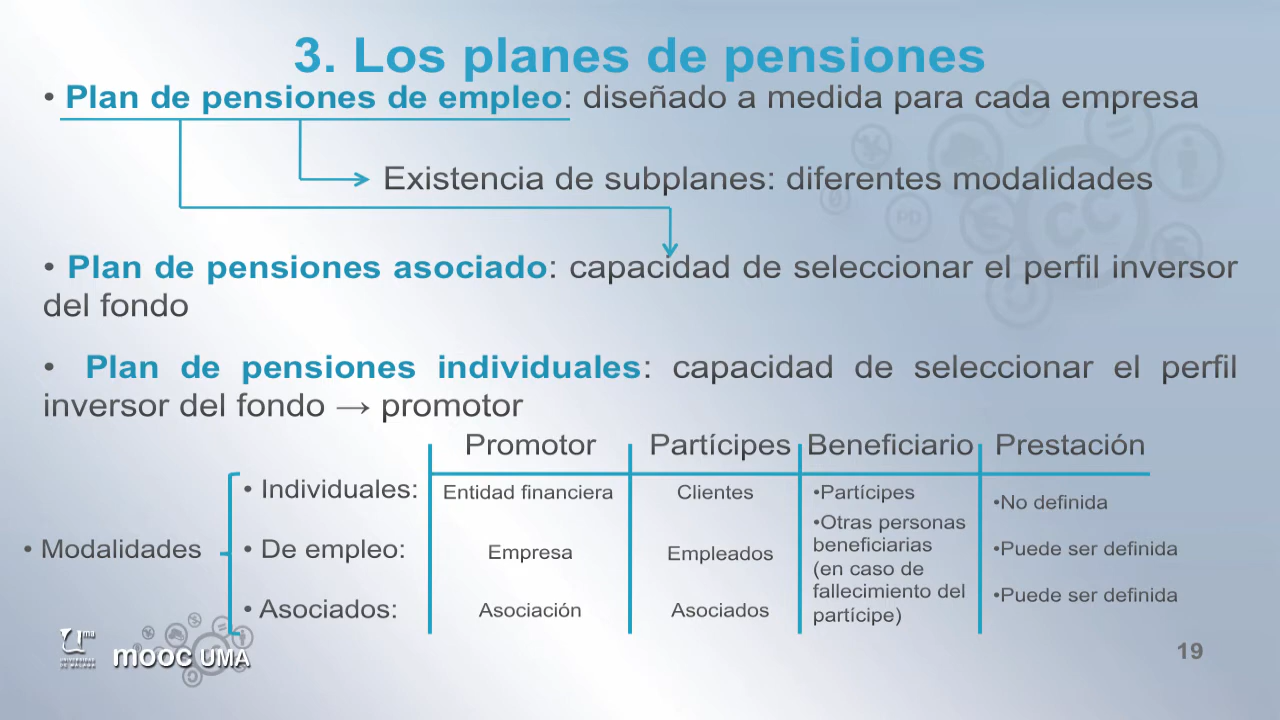 3. Los planes de pensiones
• Plan de pensiones de empleo: diseñado a medida para cada empresa
Existencia de subplanes: diferentes modalidades
• Plan de pensiones asociado: capacidad de seleccionar el perfil inversor
del fondo
• Plan de pensiones individuales: capacidad de seleccionar el perfil
inversor del fondo → promotor
Promotor Partícipes Beneficiario Prestación
• Modalidades
• Individuales: Entidad financiera Clientes
• De empleo: Empresa Empleados
• Asociados: Asociación Asociados
•Partícipes
•Otras personas
beneficiarias
(en caso de
fallecimiento del
partícipe)
•No definida
•Puede ser definida
•Puede ser definida
uma
mooc UMA
19